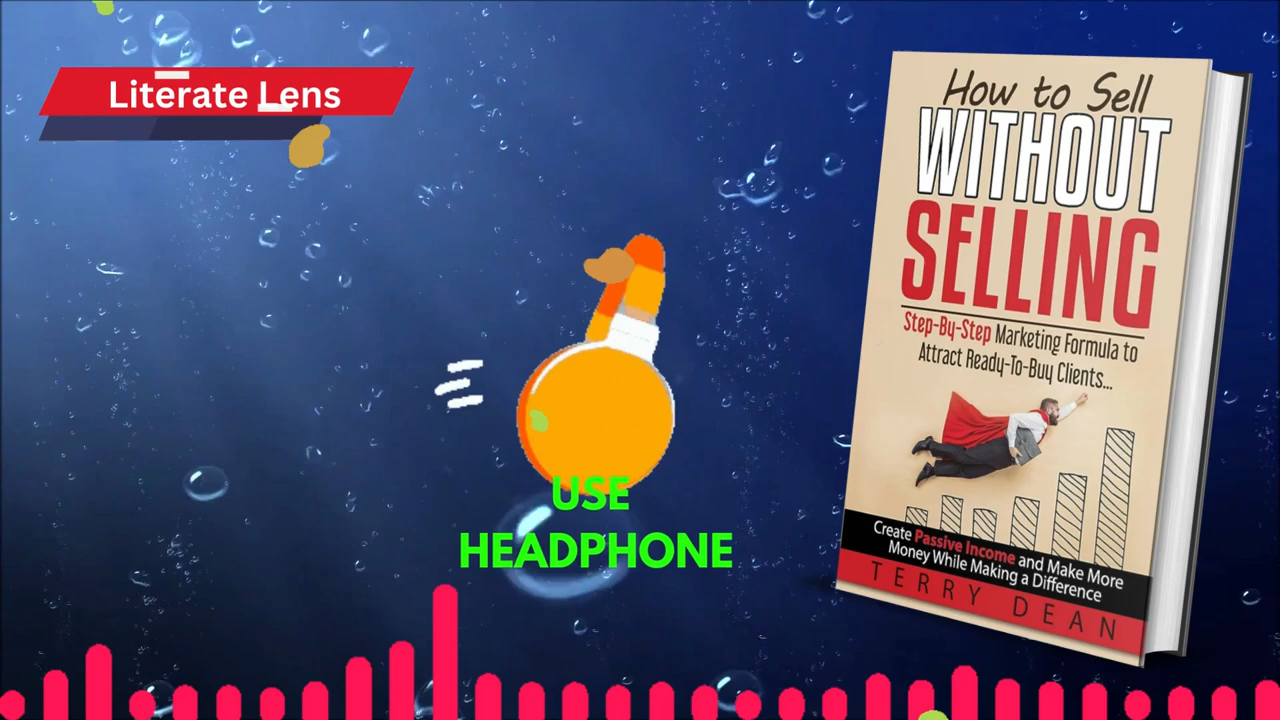 Literate Lens
USE
HEADPHONE
How to Sell
WITHOUT
SELLING
Step-By-Step Marketing Formula to
Attract Ready-To-Buy Clients...
Create Passive Income and Make More
Money While Making a Difference
TERRY DEAN